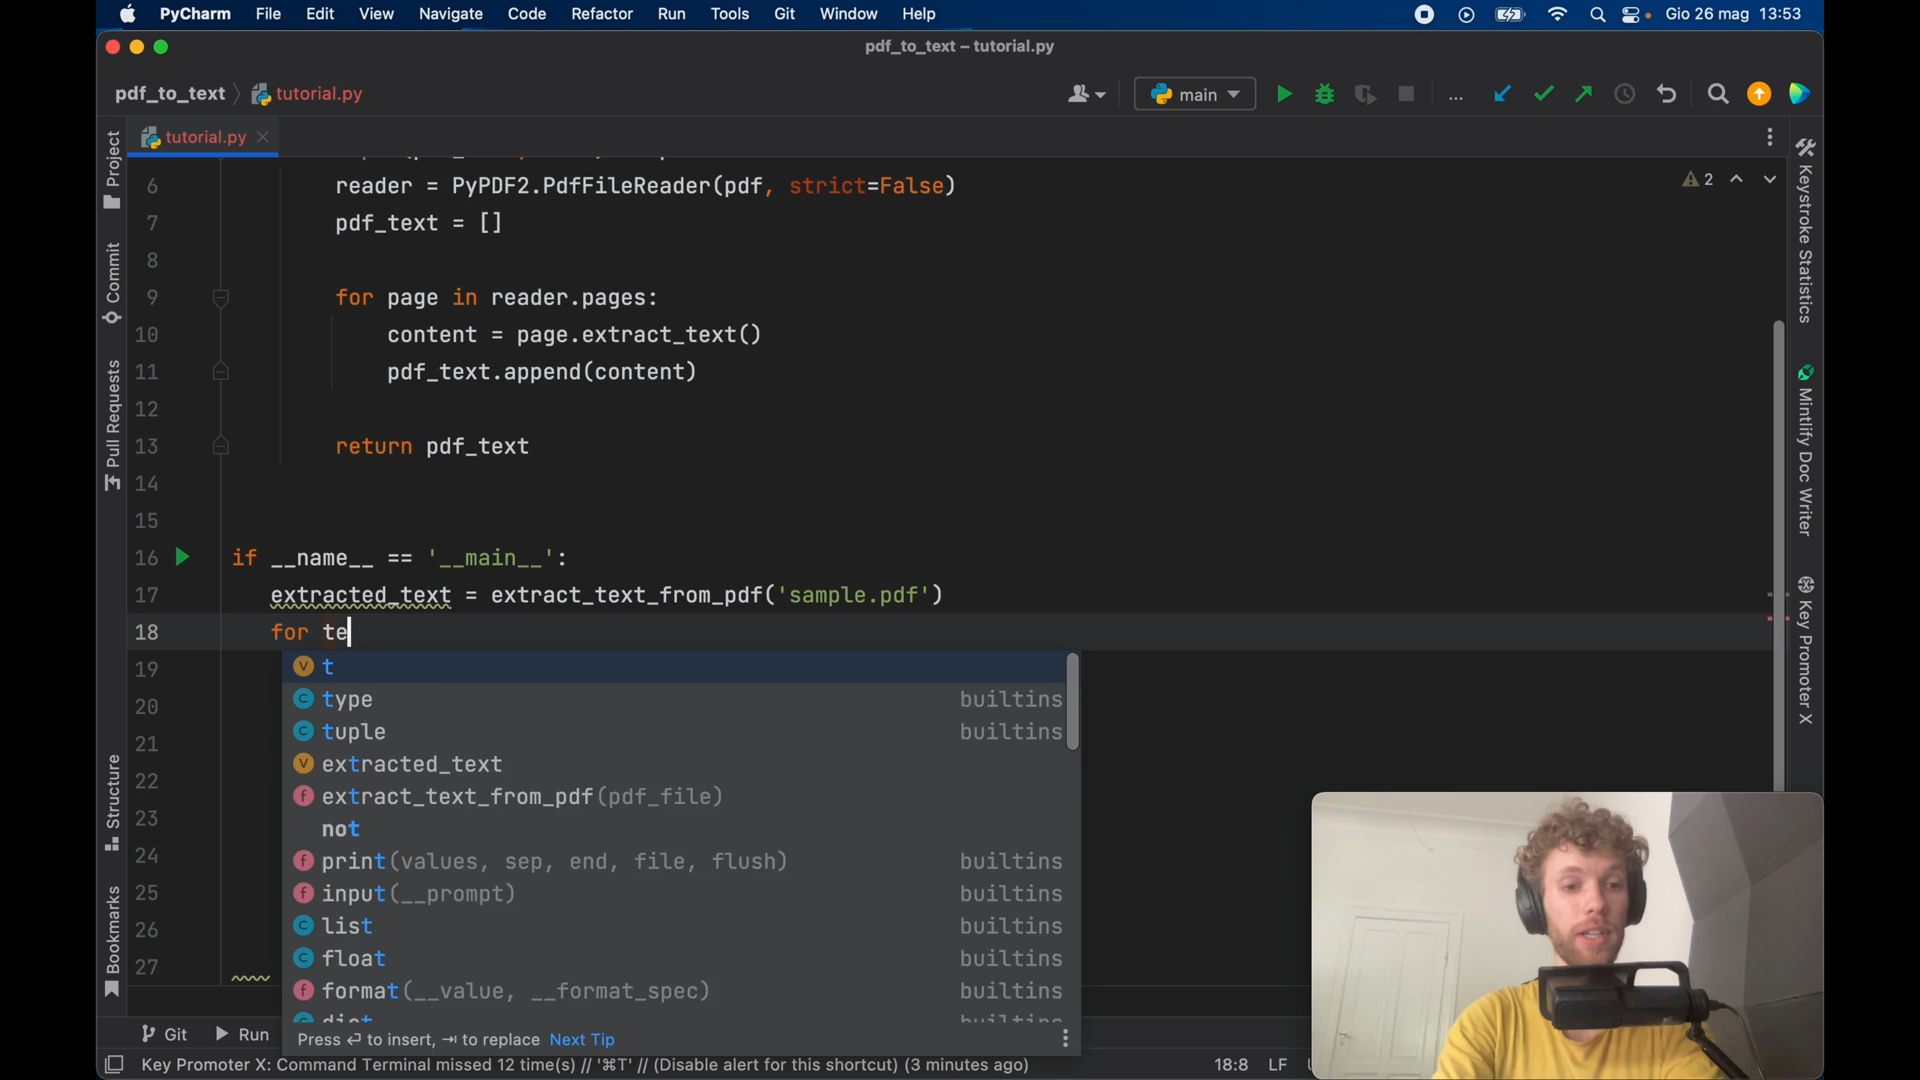 PyCharm File Edit View Navigate Code Refactor Run Tools Git Window Help Gio 26 mag 13:53
pdf_to_text – tutorial.py
pdf_to_text tutorial.py main ...
tutorial.py
6 reader = PyPDF2.PdfFileReader(pdf, strict=False) 2
7 pdf_text = []
8
9 for page in reader.pages:
10 content = page.extract_text()
11 pdf_text.append(content)
12
13 return pdf_text
14
15
16 if __name__ == '__main__':
17 extracted_text = extract_text_from_pdf('sample.pdf')
18 for te
19 t
20 type builtins
21 tuple builtins
22 extracted_text
23 extract_text_from_pdf(pdf_file)
24 not
print(values, sep, end, file, flush) builtins
25 input(__prompt) builtins
26 list builtins
27 float builtins
format(__value, __format_spec) builtins
Press ⏎ to insert, ⇥ to replace Next Tip
Project
Commit
Pull Requests
Structure
Bookmarks
Keystroke Statistics
Mintlify Doc Writer
Key Promoter X
Git Run
Key Promoter X: Command Terminal missed 12 time(s) // '⌘T' // (Disable alert for this shortcut) (3 minutes ago) 18:8 LF